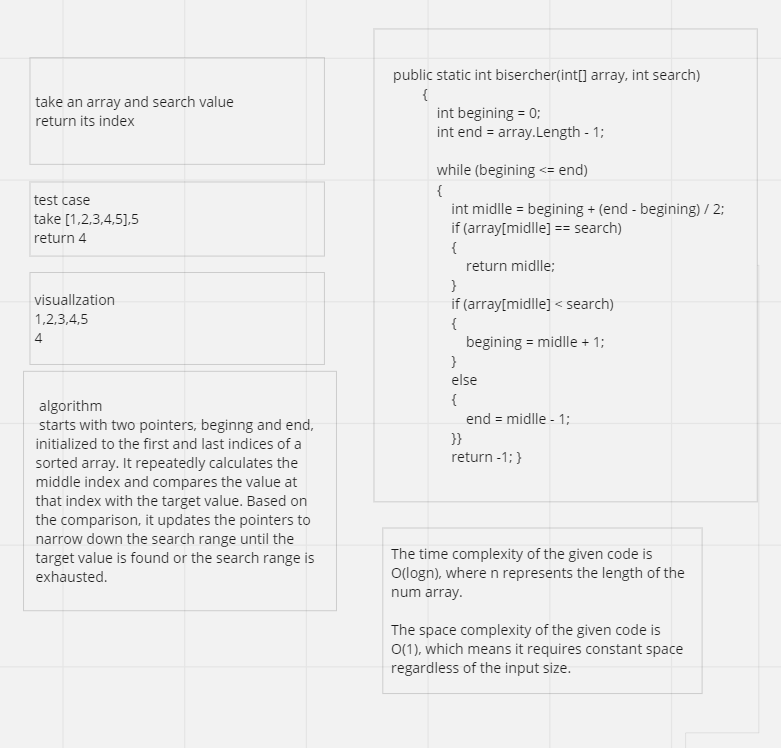 take an array and search value
return its index
test case
take [1,2,3,4,5],5
return 4
visuallzation
1,2,3,4,5
4
algorithm
starts with two pointers, beginng and end,
initialized to the first and last indices of a
sorted array. It repeatedly calculates the
middle index and compares the value at
that index with the target value. Based on
the comparison, it updates the pointers to
narrow down the search range until the
target value is found or the search range is
exhausted.
public static int bisercher(int[] array, int search)
{
int begining = 0;
int end = array.Length - 1;
while (begining <= end)
{
int midlle = begining + (end - begining) / 2;
if (array[midlle] == search)
{
return midlle;
}
if (array[midlle] < search)
{
begining = midlle + 1;
}
else
{
end = midlle - 1;
}}
return -1; }
The time complexity of the given code is
O(logn), where n represents the length of the
num array.
The space complexity of the given code is
O(1), which means it requires constant space
regardless of the input size.